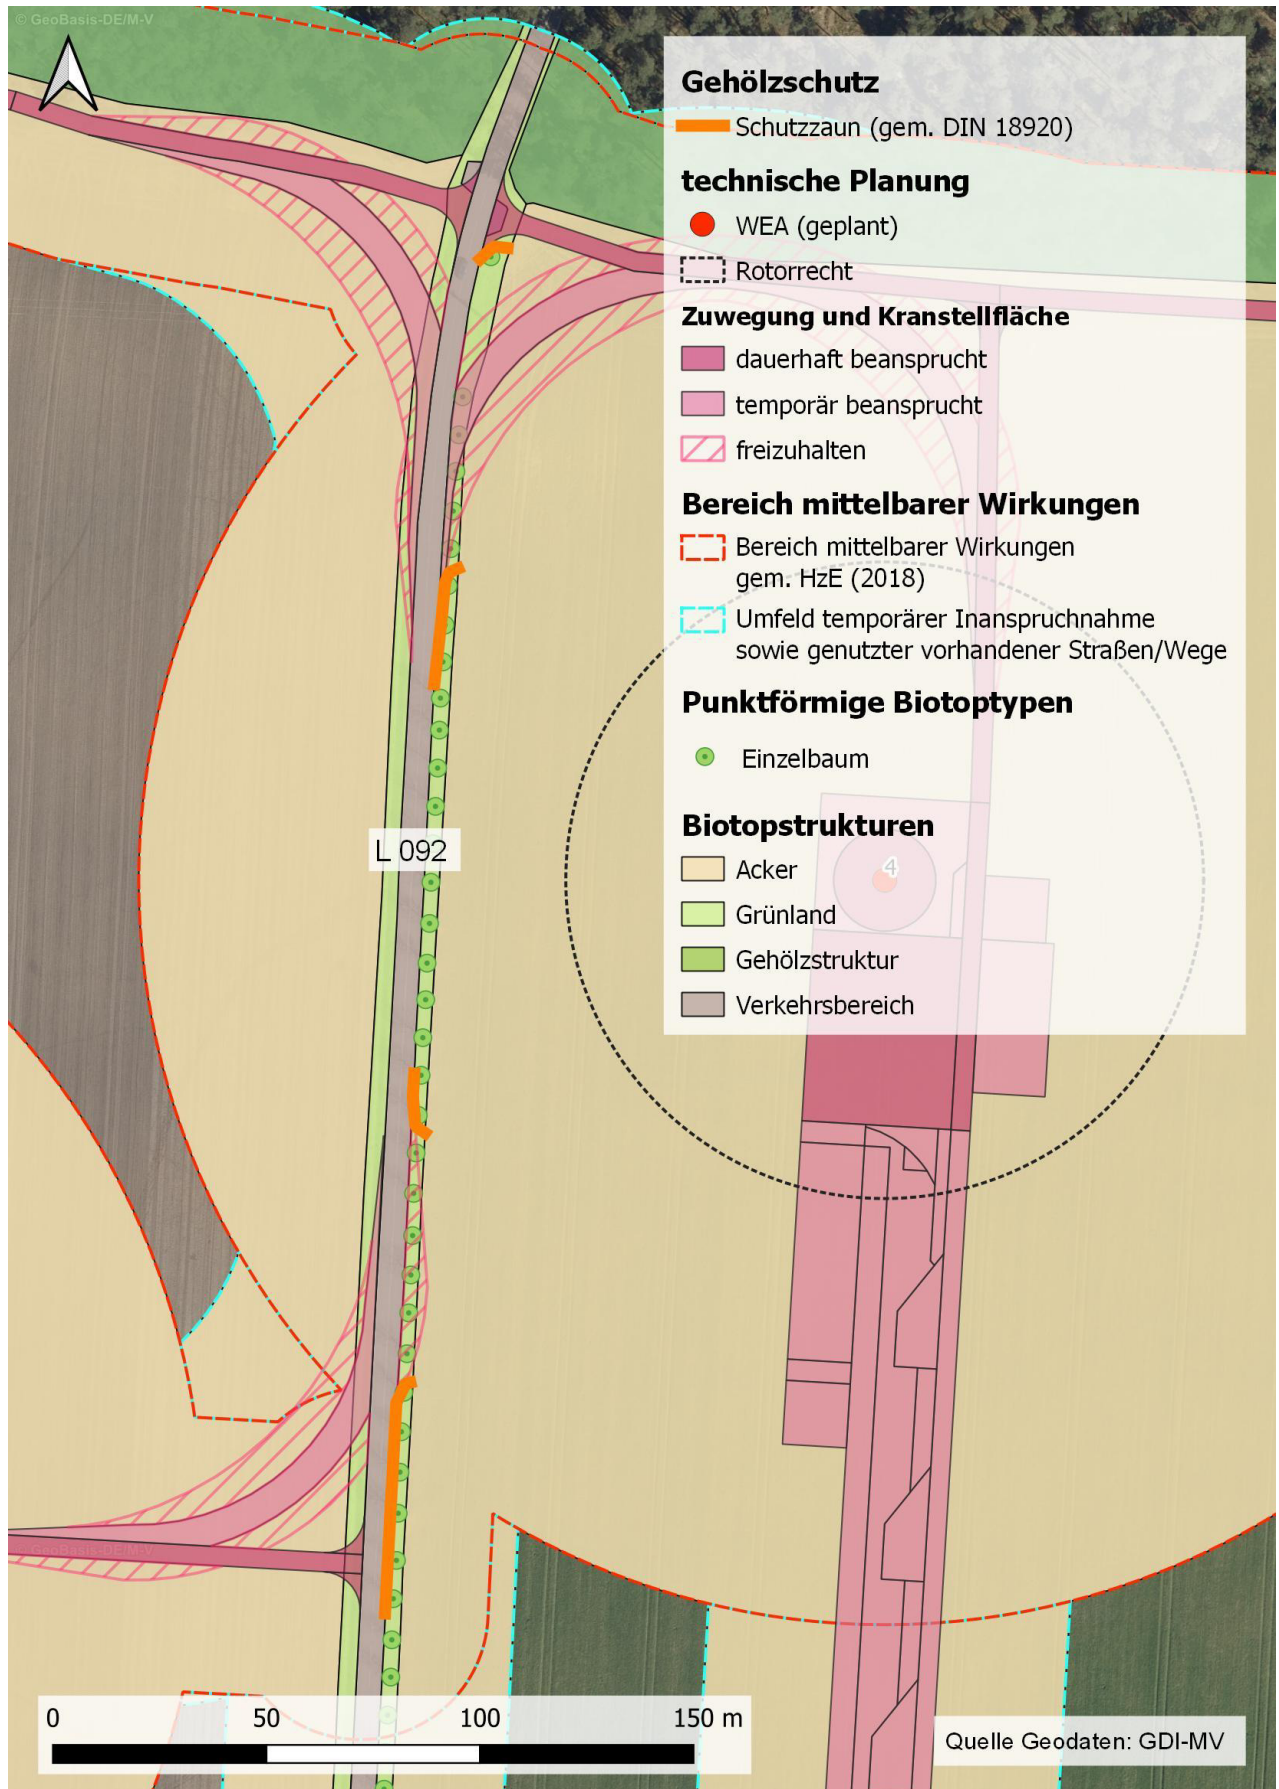 © GeoBasis-DE/M-V
Gehölzschutz
Schutzzaun (gem. DIN 18920)
technische Planung
WEA (geplant)
Rotorrecht
Zuwegung und Kranstellfläche
dauerhaft beansprucht
temporär beansprucht
freizuhalten
Bereich mittelbarer Wirkungen
Bereich mittelbarer Wirkungen
gem. HzE (2018)
Umfeld temporärer Inanspruchnahme
sowie genutzter vorhandener Straßen/Wege
Punktförmige Biotoptypen
Einzelbaum
Biotopstrukturen
Acker
Grünland
Gehölzstruktur
Verkehrsbereich
L 092
4
GeoBasis-DE/M-V
0 50 100 150 m
Quelle Geodaten: GDI-MV